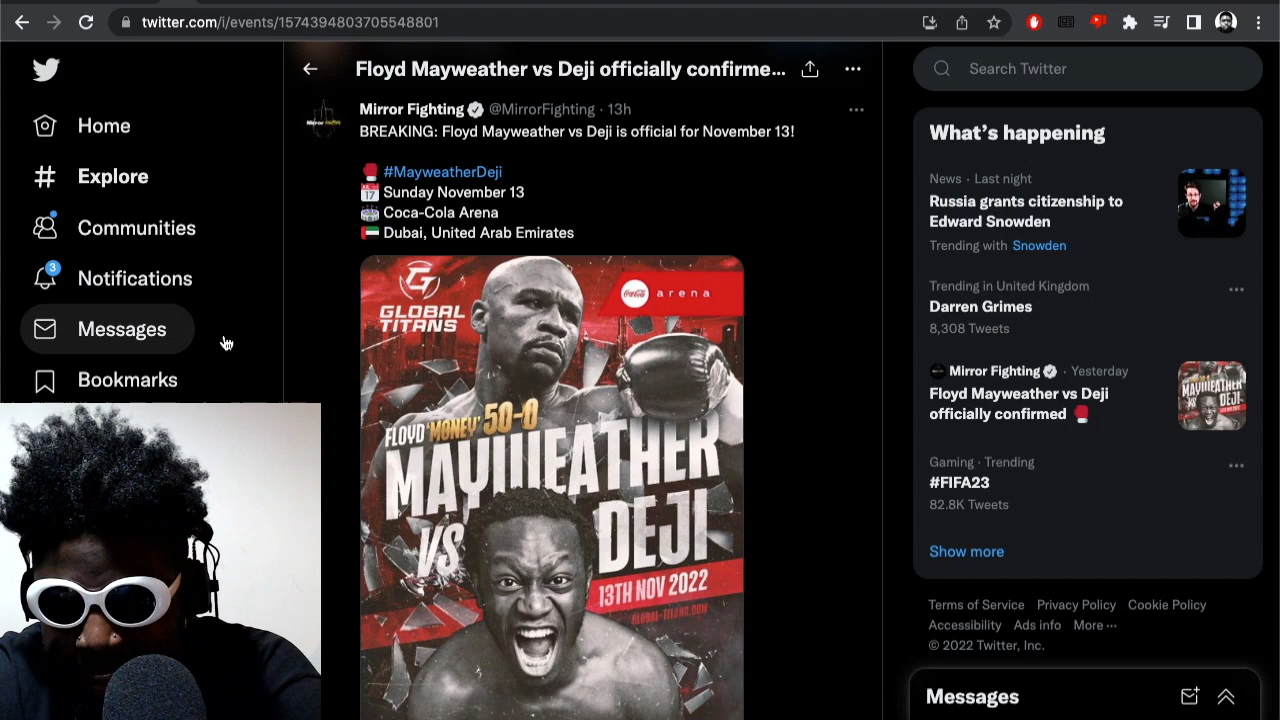 twitter.com/i/events/1574394803705548801
Home
Explore
Communities
3
Notifications
Messages
Bookmarks
Floyd Mayweather vs Deji officially confirme...
Mirror Fighting @MirrorFighting · 13h
BREAKING: Floyd Mayweather vs Deji is official for November 13!
#MayweatherDeji
Sunday November 13
Coca-Cola Arena
Dubai, United Arab Emirates
GLOBAL
TITANS
Coca-Cola arena
FLOYD 'MONEY' 50-0
MAYWEATHER
VS DEJI
13TH NOV 2022
GLOBAL-TITANS.COM
Search Twitter
What's happening
News · Last night
Russia grants citizenship to
Edward Snowden
Trending with Snowden
Trending in United Kingdom
Darren Grimes
8,308 Tweets
Mirror Fighting · Yesterday
Floyd Mayweather vs Deji
officially confirmed
MAYWEATHER
Gaming · Trending
#FIFA23
82.8K Tweets
Show more
Terms of Service Privacy Policy Cookie Policy
Accessibility Ads info More ···
© 2022 Twitter, Inc.
Messages